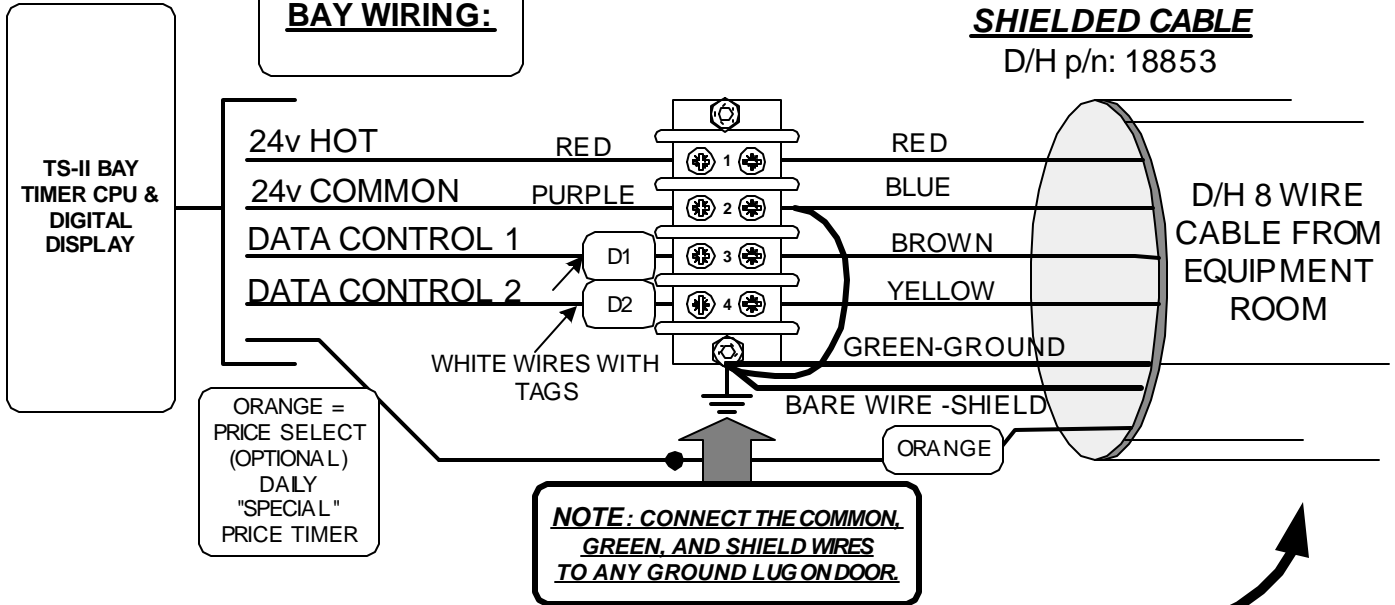 BAY WIRING:
SHIELDED CABLE
D/H p/n: 18853
TS-II BAY
TIMER CPU &
DIGITAL
DISPLAY
24v HOT
RED
1
RED
24v COMMON
PURPLE
2
BLUE
DATA CONTROL 1
D1
3
BROWN
DATA CONTROL 2
D2
4
YELLOW
WHITE WIRES WITH
TAGS
GREEN-GROUND
BARE WIRE -SHIELD
ORANGE
D/H 8 WIRE
CABLE FROM
EQUIPMENT
ROOM
ORANGE =
PRICE SELECT
(OPTIONAL)
DAILY
"SPECIAL"
PRICE TIMER
NOTE: CONNECT THE COMMON,
GREEN, AND SHIELD WIRES
TO ANY GROUND LUG ON DOOR.